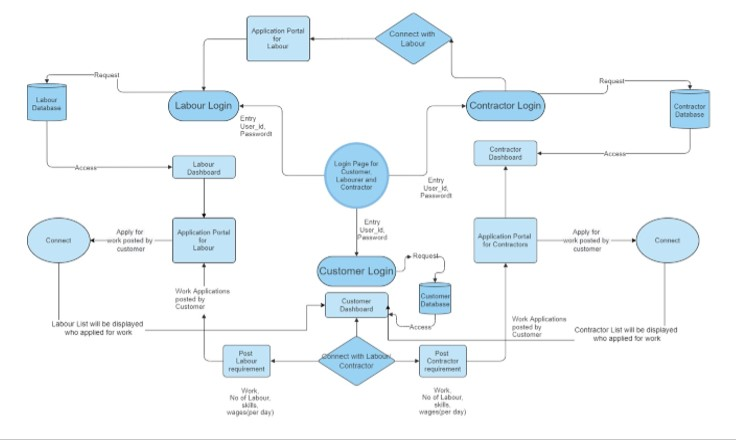 Application Portal
for
Labour
Connect with
Labour
Request
Labour
Database
Labour Login
Contractor Login
Request
Contractor
Database
Entry
User_Id,
Passwordt
Login Page for
Customer,
Labourer and
Contractor
Entry
User_Id,
Passwordt
Access
Labour
Dashboard
Contractor
Dashboard
Access
Entry
User_Id,
Password
Connect
Apply for
work posted by
customer
Application Portal
for
Labour
Application Portal
for Contractors
Apply for
work posted by
customer
Connect
Customer Login
Request
Customer
Database
Access
Work Applications
posted by
Customer
Customer
Dashboard
Work Applications
posted by
Customer
Labour List will be displayed
who applied for work
Contractor List will be displayed
who applied for work
Post
Labour
requirement
Connect with Labour
Contractor
Post
Contractor
requirement
Work,
No of Labour,
skills,
wages(per day)
Work,
No of Labour,
skills,
wages(per day)